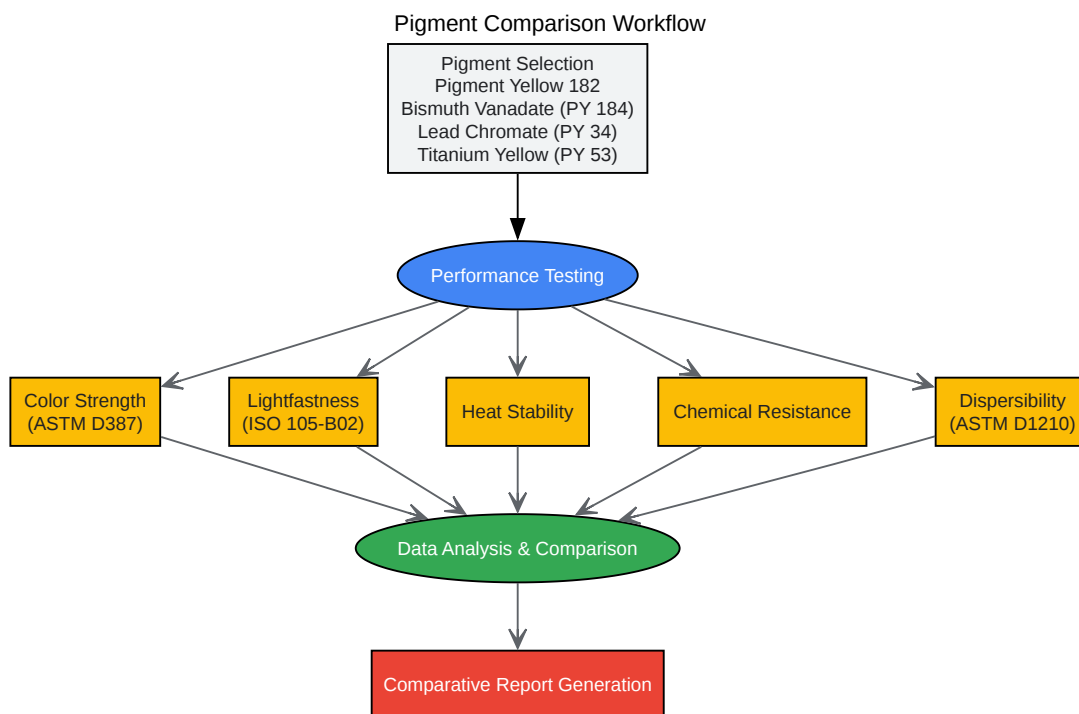 Pigment Comparison Workflow
Pigment Selection
Pigment Yellow 182
Bismuth Vanadate (PY 184)
Lead Chromate (PY 34)
Titanium Yellow (PY 53)
Performance Testing
Color Strength
(ASTM D387)
Lightfastness
(ISO 105-B02)
Heat Stability
Chemical Resistance
Dispersibility
(ASTM D1210)
Data Analysis & Comparison
Comparative Report Generation